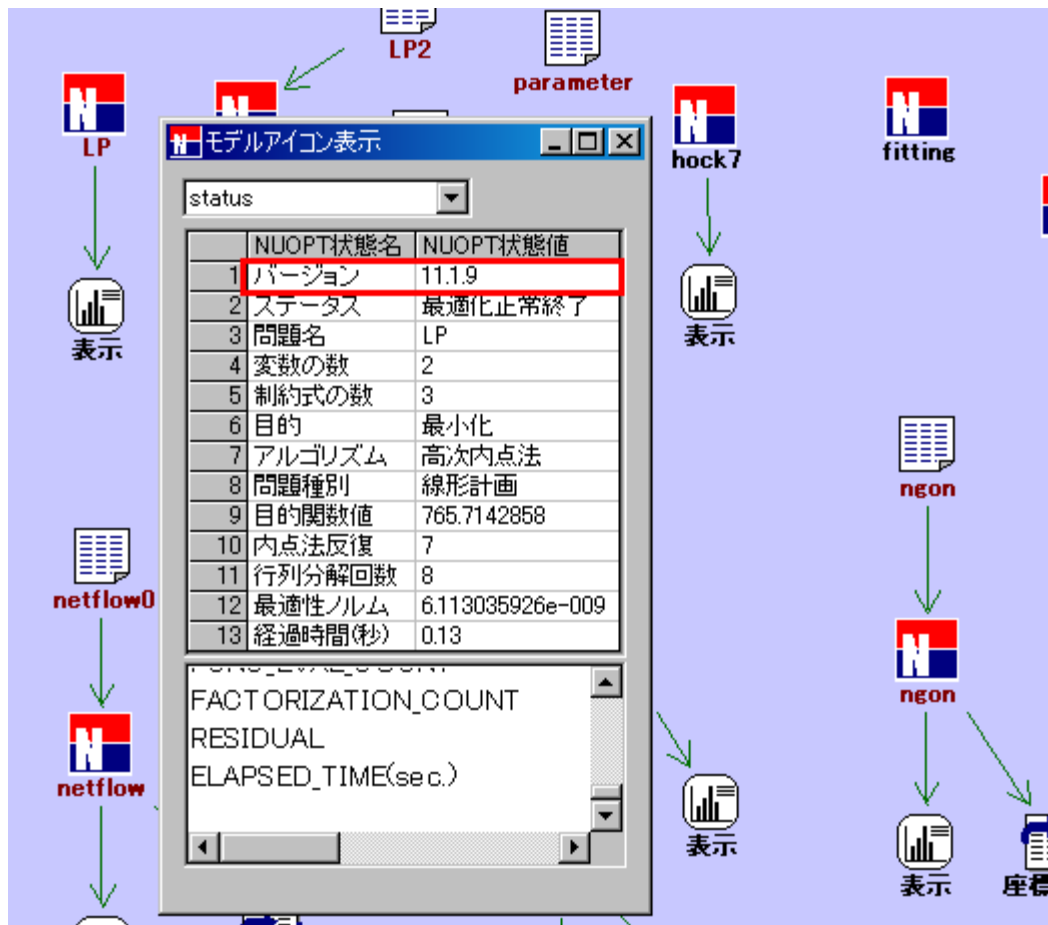 LP2
parameter
LP
hock7
fitting
モデルアイコン表示
status
NUOPT状態名 NUOPT状態値
1 バージョン 11.1.9
2 ステータス 最適化正常終了
3 問題名 LP
4 変数の数 2
5 制約式の数 3
6 目的 最小化
7 アルゴリズム 高次内点法
8 問題種別 線形計画
9 目的関数値 765.7142858
10 内点法反復 7
11 行列分解回数 8
12 最適性ノルム 6.113035926e-009
13 経過時間(秒) 0.13
FACTORIZATION_COUNT
RESIDUAL
ELAPSED_TIME(sec.)
表示
表示
ngon
netflow0
ngon
netflow
表示
表示
座標